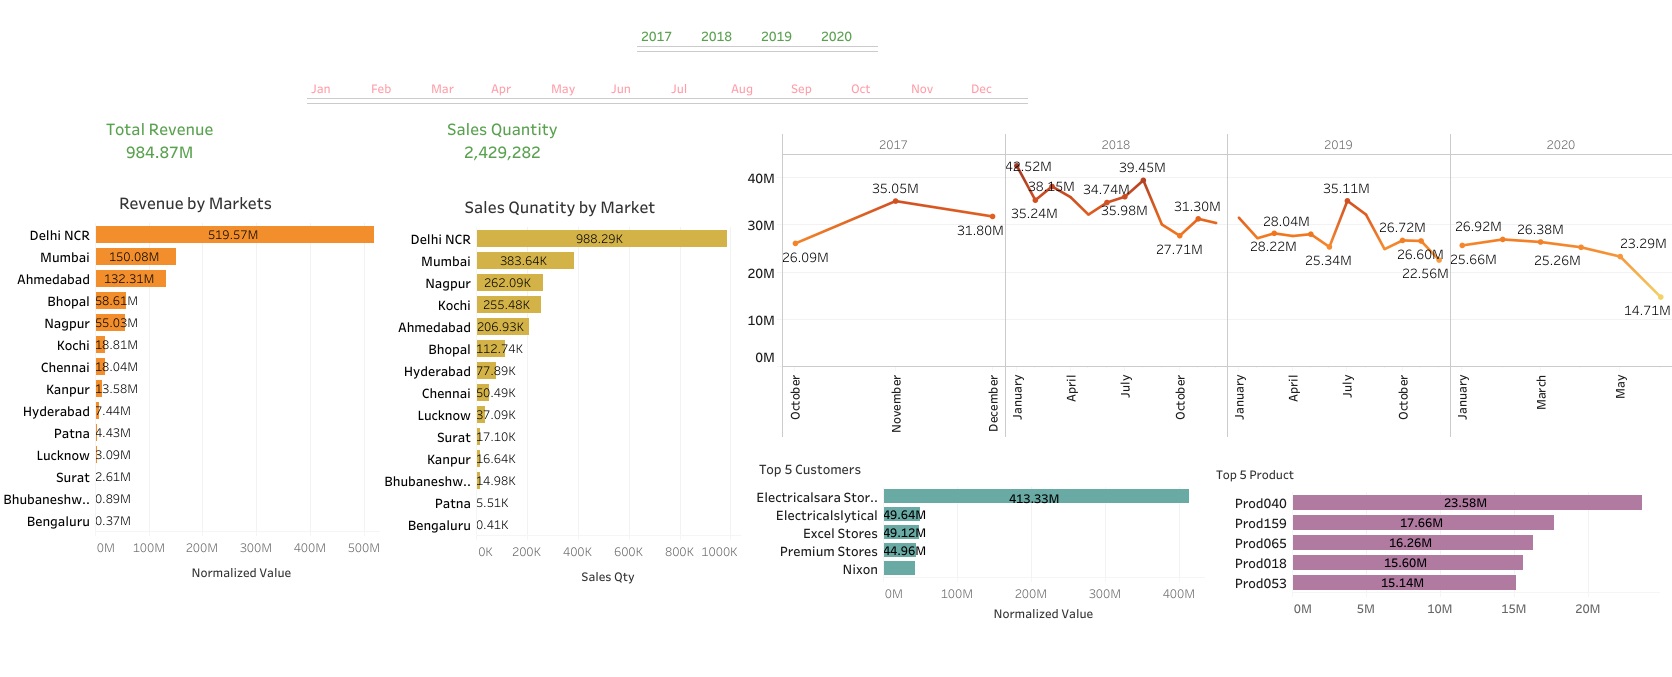 2017 2018 2019 2020
Jan Feb Mar Apr May Jun Jul Aug Sep Oct Nov Dec
Total Revenue
984.87M
Sales Quantity
2,429,282
Revenue by Markets
Delhi NCR 519.57M
Mumbai 150.08M
Ahmedabad 132.31M
Bhopal 58.61M
Nagpur 55.03M
Kochi 18.81M
Chennai 18.04M
Kanpur 13.58M
Hyderabad 7.44M
Patna 4.43M
Lucknow 3.09M
Surat 2.61M
Bhubaneshw.. 0.89M
Bengaluru 0.37M
0M 100M 200M 300M 400M 500M
Normalized Value
Sales Qunatity by Market
Delhi NCR 988.29K
Mumbai 383.64K
Nagpur 262.09K
Kochi 255.48K
Ahmedabad 206.93K
Bhopal 112.74K
Hyderabad 77.89K
Chennai 50.49K
Lucknow 37.09K
Surat 17.10K
Kanpur 16.64K
Bhubaneshw.. 14.98K
Patna 5.51K
Bengaluru 0.41K
0K 200K 400K 600K 800K 1000K
Sales Qty
2017 2018 2019 2020
40M
30M
20M
10M
0M
26.09M 35.05M 31.80M
42.52M 35.24M 38.15M 34.74M 35.98M 39.45M 27.71M 31.30M
28.22M 28.04M 25.34M 35.11M 26.72M 26.60M 22.56M
25.66M 26.92M 26.38M 25.26M 23.29M 14.71M
October November December January April July October January April July October January March May
Top 5 Customers
Electricalsara Stor.. 413.33M
Electricalslytical 49.64M
Excel Stores 49.12M
Premium Stores 44.96M
Nixon
0M 100M 200M 300M 400M
Normalized Value
Top 5 Product
Prod040 23.58M
Prod159 17.66M
Prod065 16.26M
Prod018 15.60M
Prod053 15.14M
0M 5M 10M 15M 20M